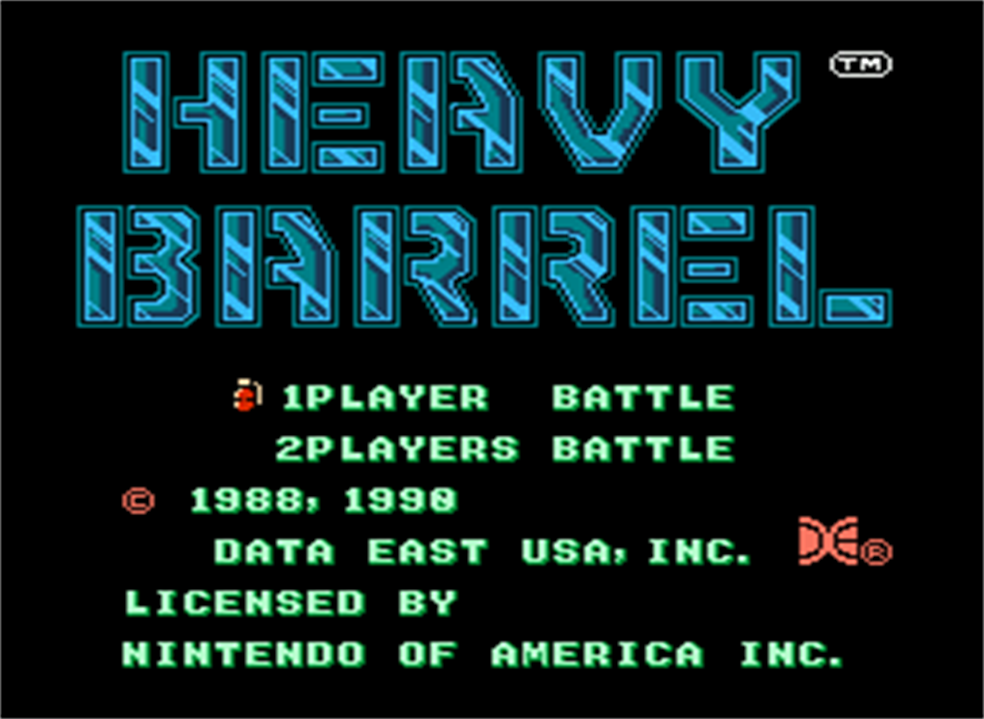 HEAVY TM
BARREL
1PLAYER BATTLE
2PLAYERS BATTLE
© 1988, 1990
DATA EAST USA, INC. ®
LICENSED BY
NINTENDO OF AMERICA INC.